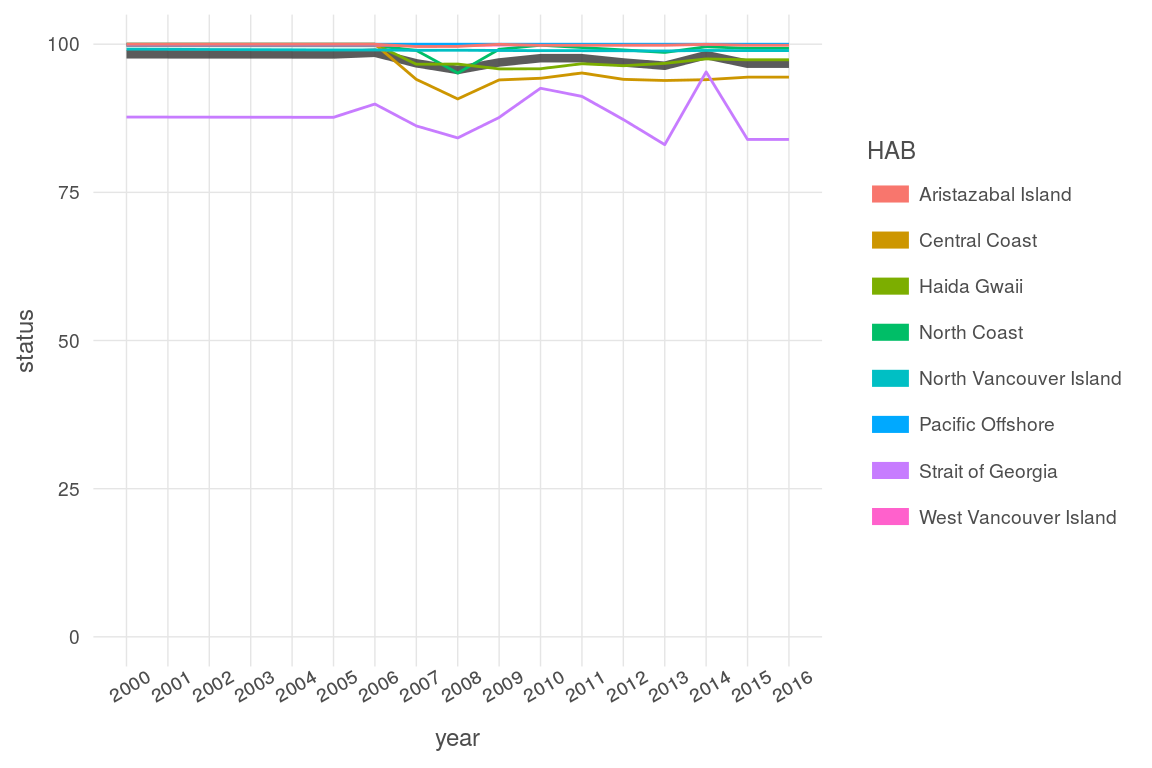 100
75
50
25
0
status
2000 2001 2002 2003 2004 2005 2006 2007 2008 2009 2010 2011 2012 2013 2014 2015 2016
year
HAB
Aristazabal Island
Central Coast
Haida Gwaii
North Coast
North Vancouver Island
Pacific Offshore
Strait of Georgia
West Vancouver Island